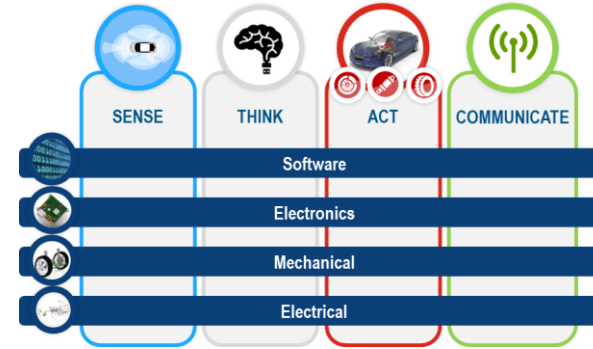 SENSE
THINK
ACT
COMMUNICATE
Software
Electronics
Mechanical
Electrical